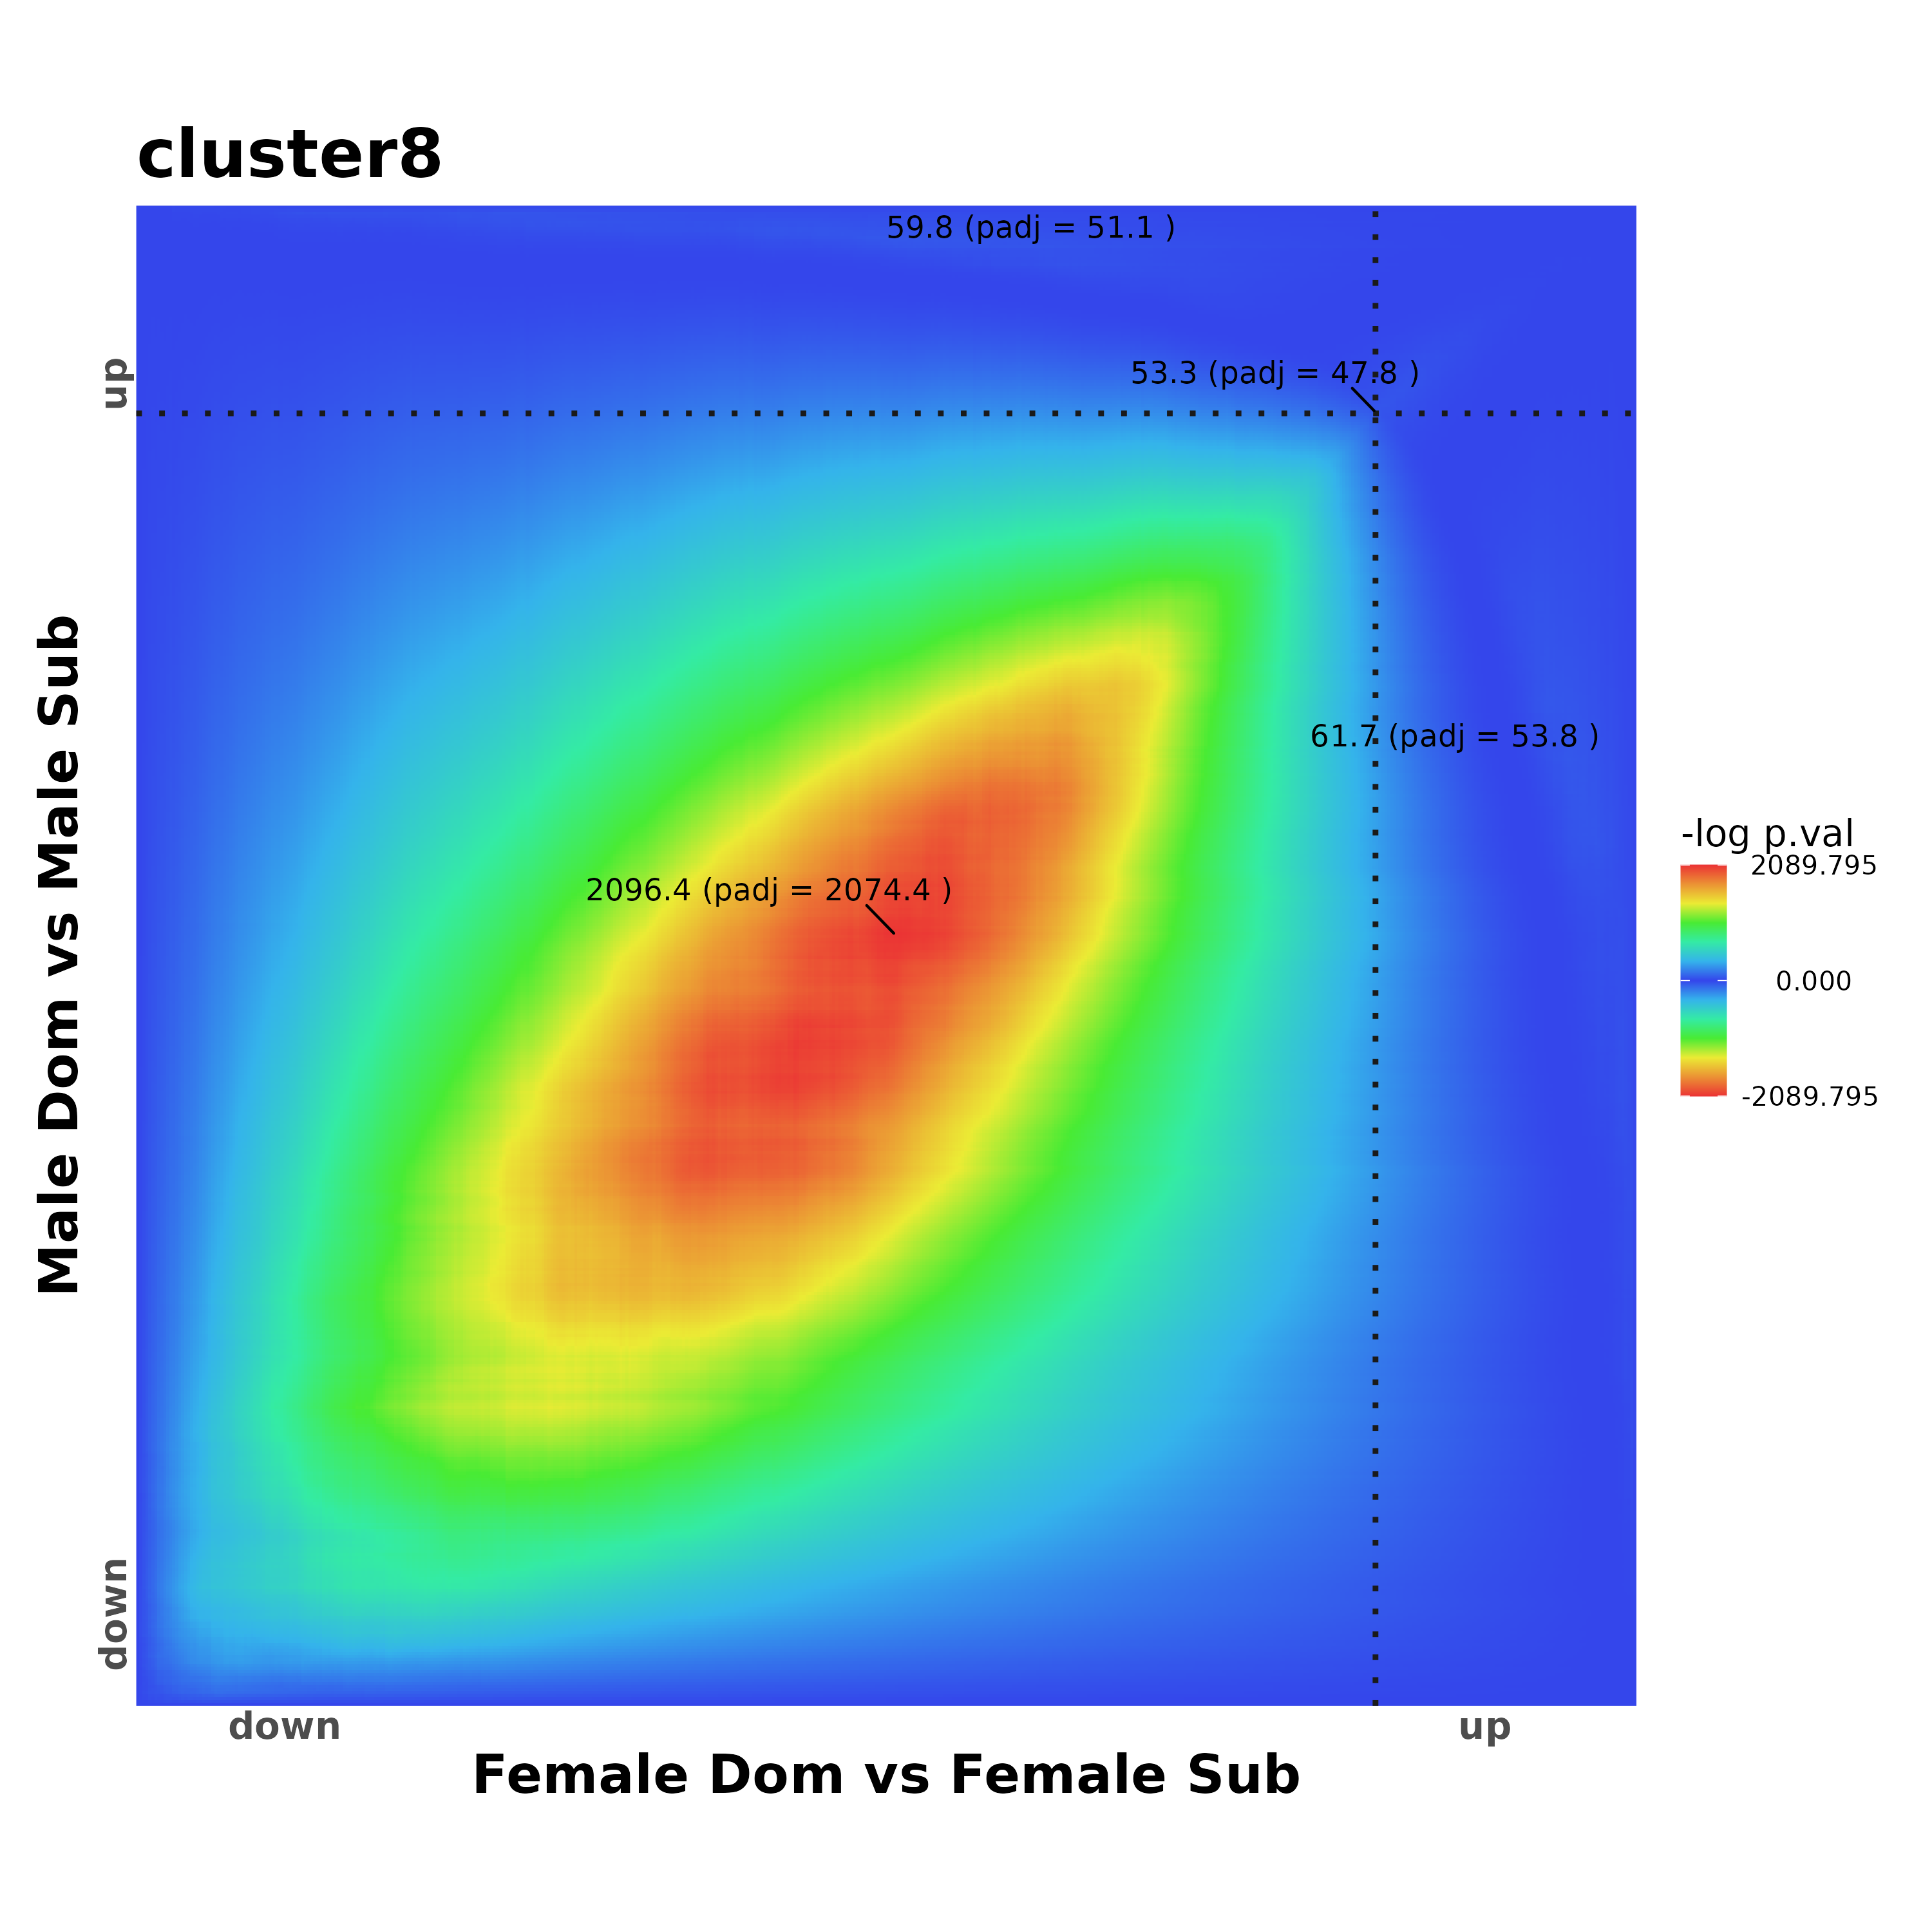 cluster8
59.8 (padj = 51.1 )
53.3 (padj = 47.8 )
61.7 (padj = 53.8 )
2096.4 (padj = 2074.4 )
up
down
Male Dom vs Male Sub
down
up
Female Dom vs Female Sub
-log p.val
2089.795
0.000
-2089.795